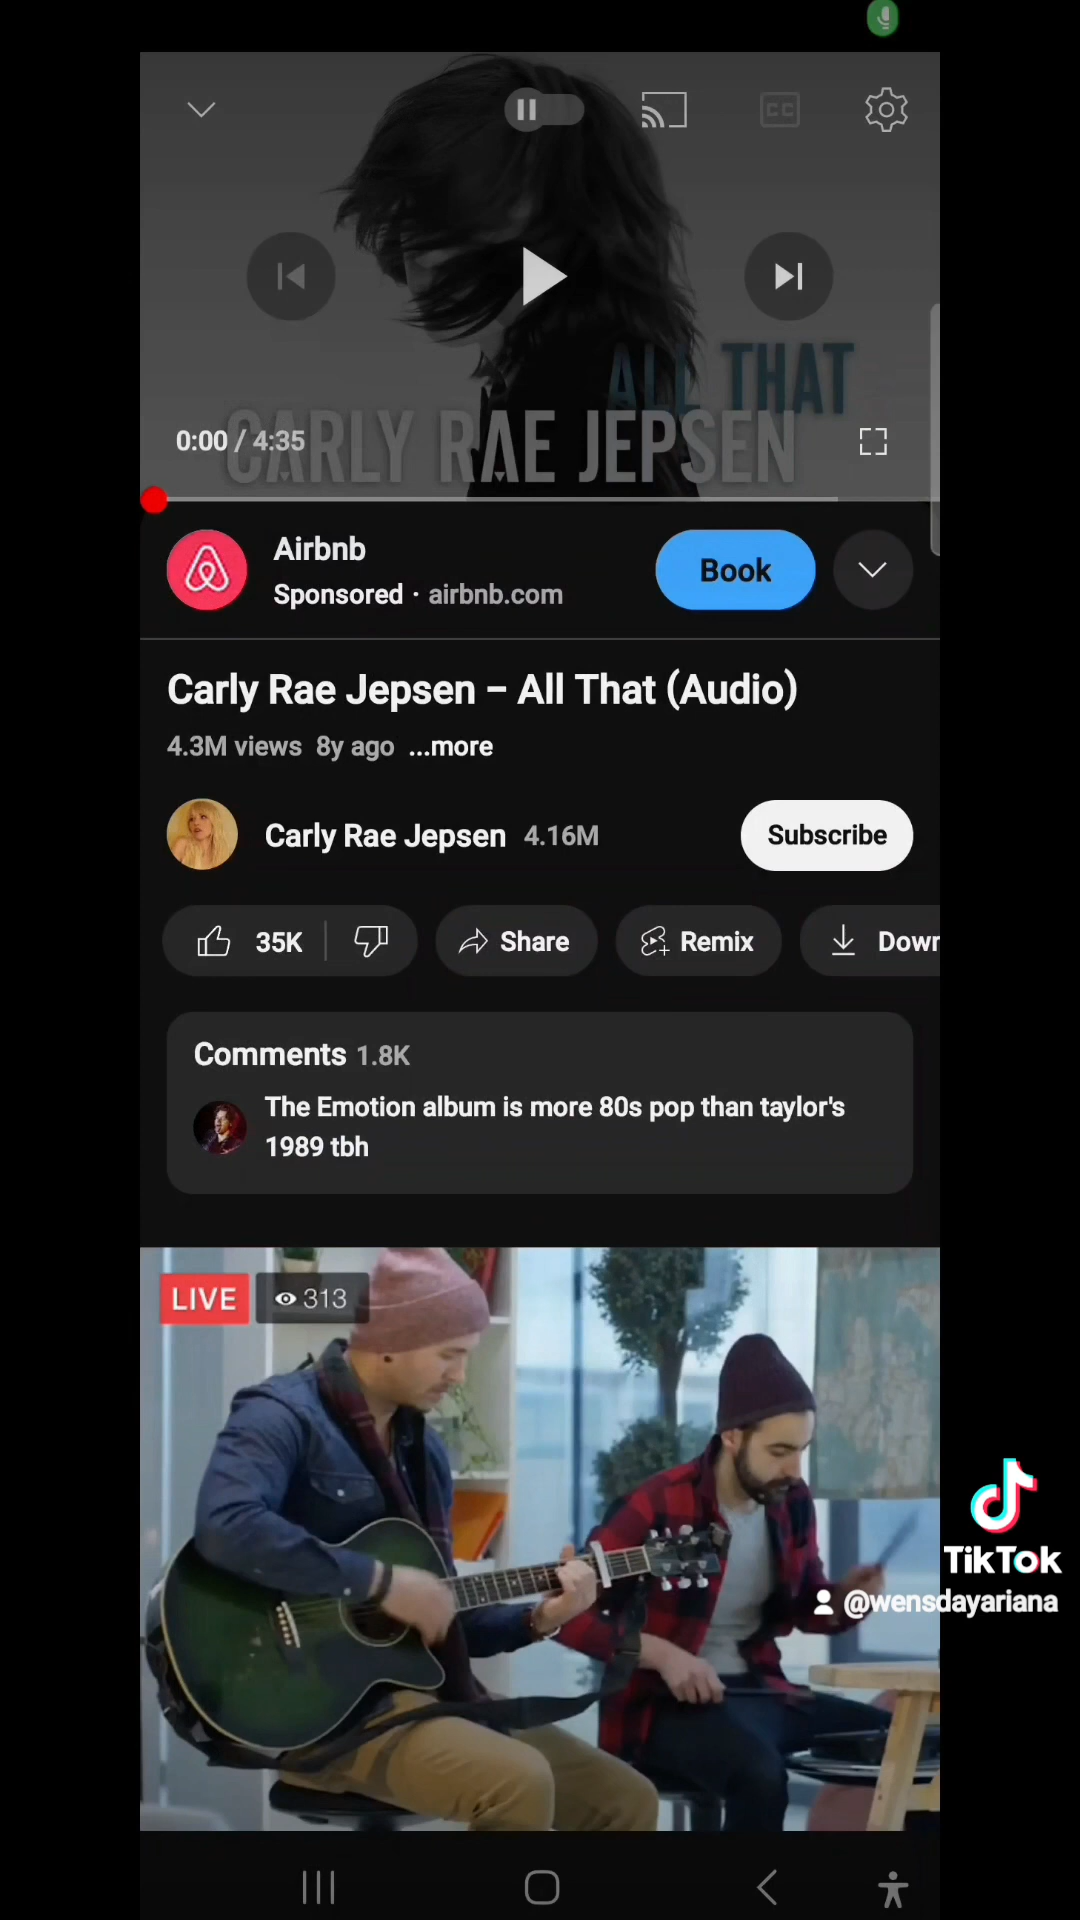 CC
ALL THAT
CARLY RAE JEPSEN
0:00 / 4:35
Airbnb
Sponsored · airbnb.com
Book
Carly Rae Jepsen – All That (Audio)
4.3M views 8y ago ...more
Carly Rae Jepsen 4.16M
Subscribe
35K
Share
Remix
Down
Comments 1.8K
The Emotion album is more 80s pop than taylor's
1989 tbh
LIVE
313
TikTok
@wensdayariana